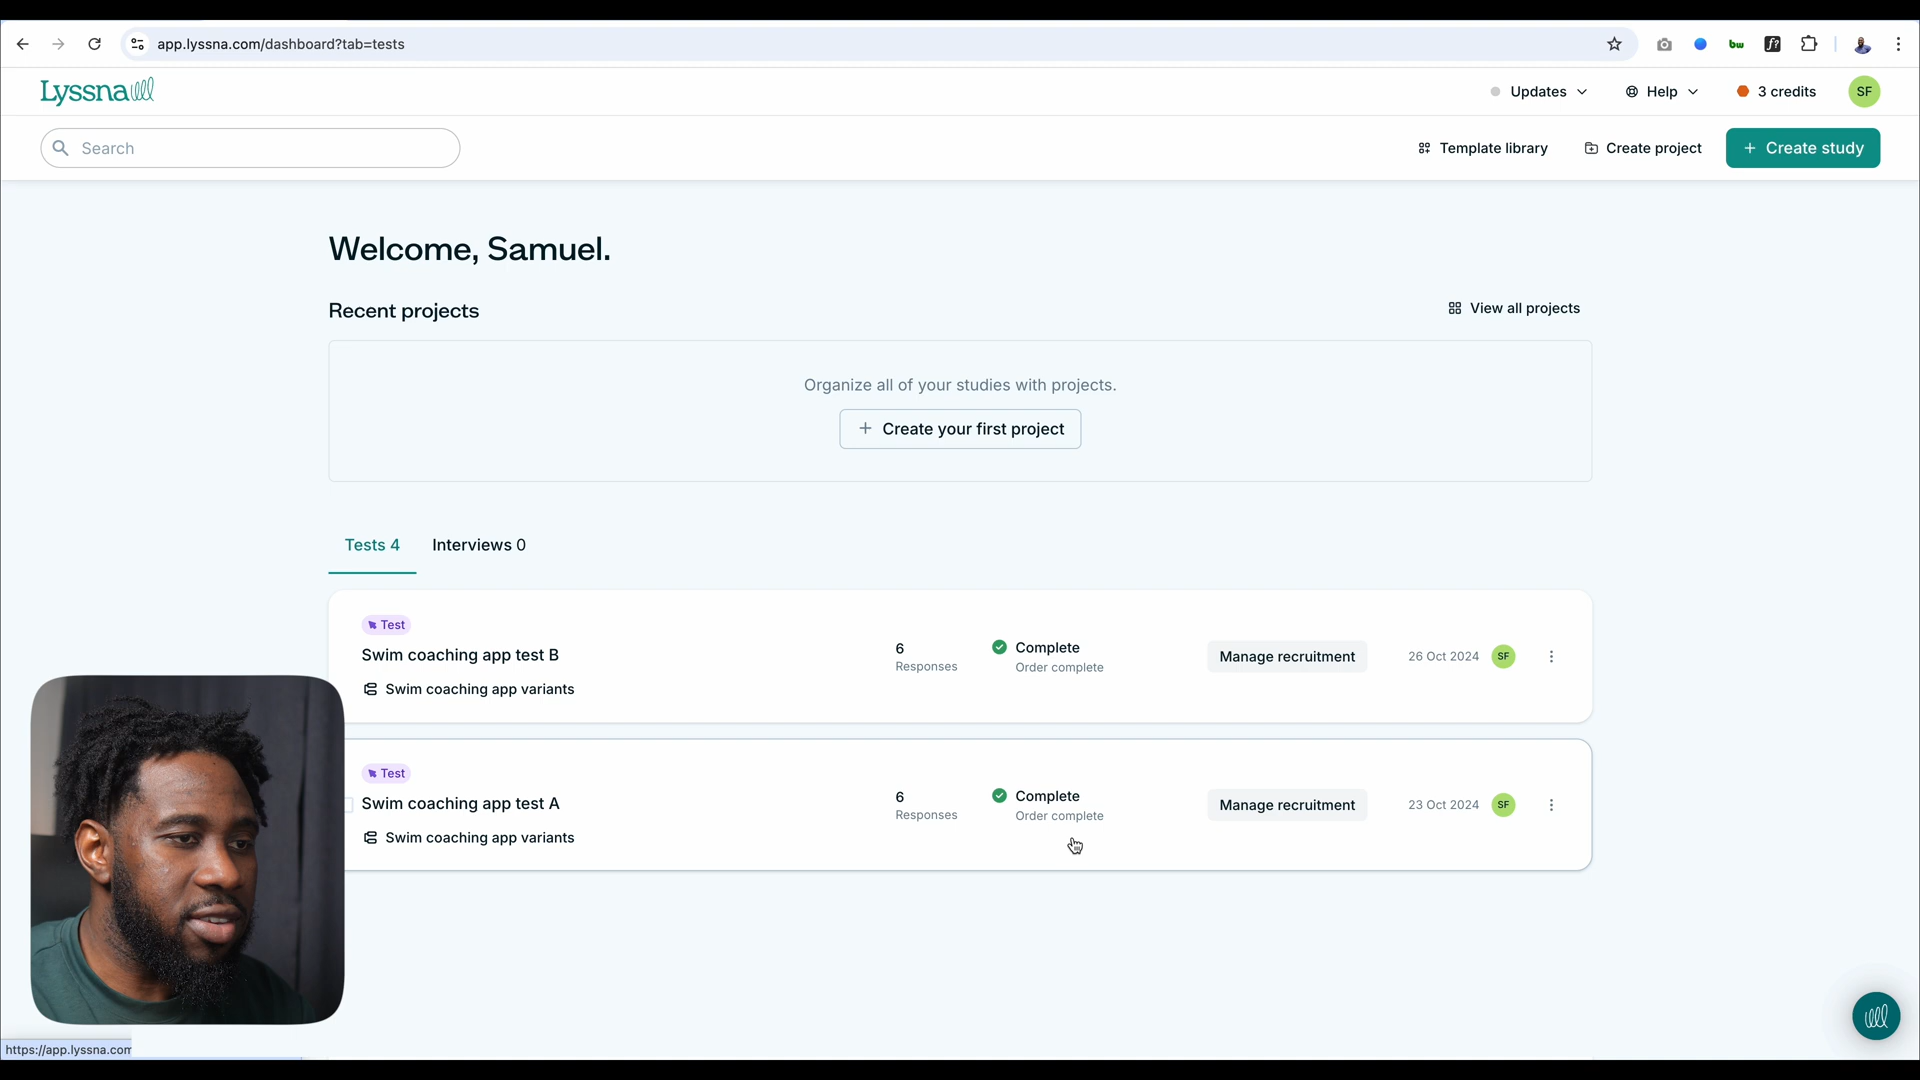 app.lyssna.com/dashboard?tab=tests
bw
f?
Lyssna
Updates
Help
3 credits
SF
Search
Template library
Create project
+ Create study
Welcome, Samuel.
Recent projects
View all projects
Organize all of your studies with projects.
+ Create your first project
Tests 4
Interviews 0
Test
Swim coaching app test B
Swim coaching app variants
6
Responses
Complete
Order complete
Manage recruitment
26 Oct 2024
SF
Test
Swim coaching app test A
Swim coaching app variants
6
Responses
Complete
Order complete
Manage recruitment
23 Oct 2024
SF
https://app.lyssna.com